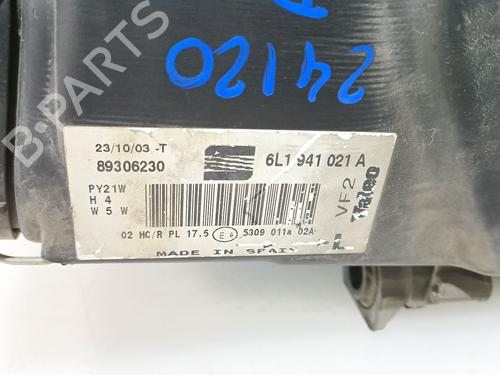 24120
23/10/03 -T
89306230
6L1 941 021 A
PY21W
H 4
W 5 W
VF2
Valeo
02 HC/R PL 17.5 E9 5309 011a 02A
MADE IN SPAIN
B-PARTS